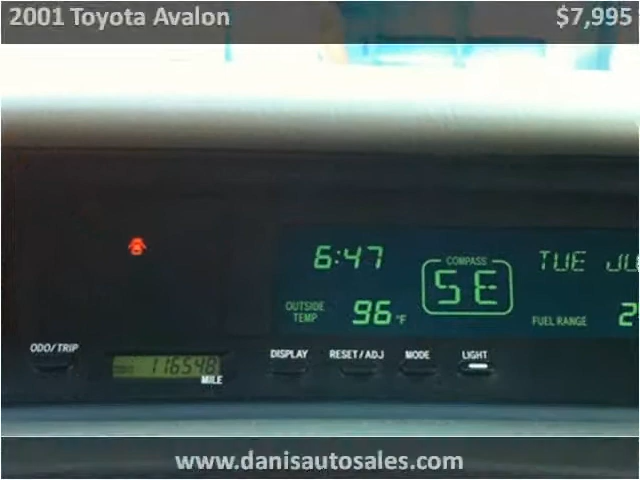 2001 Toyota Avalon $7,995
6:47 COMPASS SE TUE
OUTSIDE TEMP 96 °F FUEL RANGE
ODO/TRIP 116548 MILE DISPLAY RESET/ADJ MODE LIGHT
www.danisautosales.com